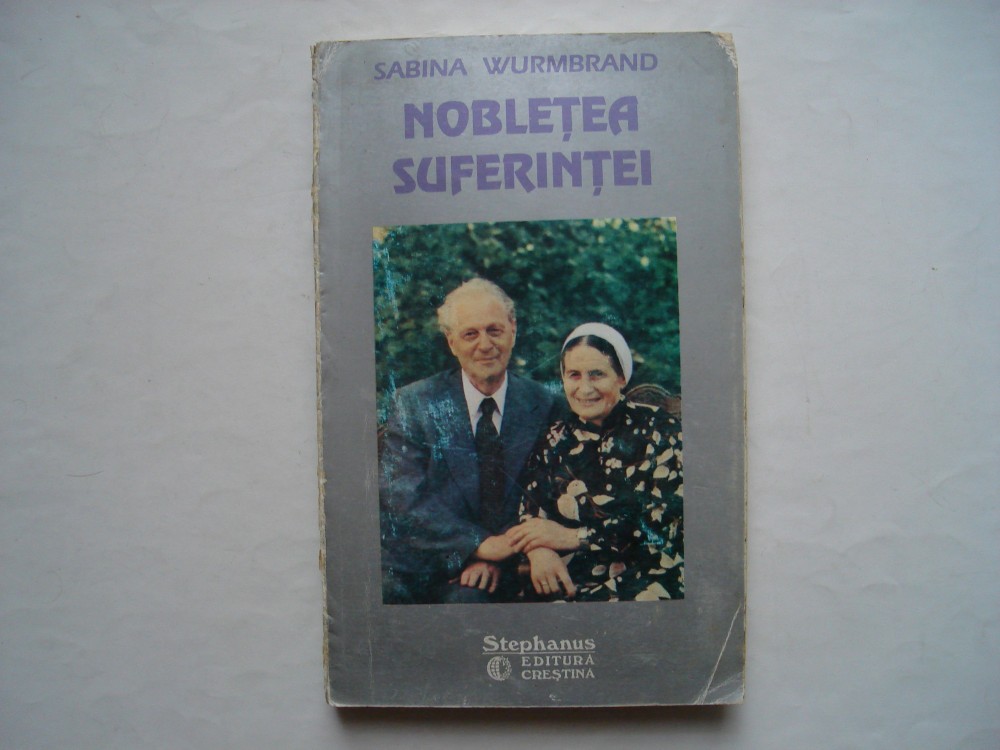 SABINA WURMBRAND
NOBLEȚEA
SUFERINȚEI
Stephanus
EDITURĂ
CREȘTINĂ